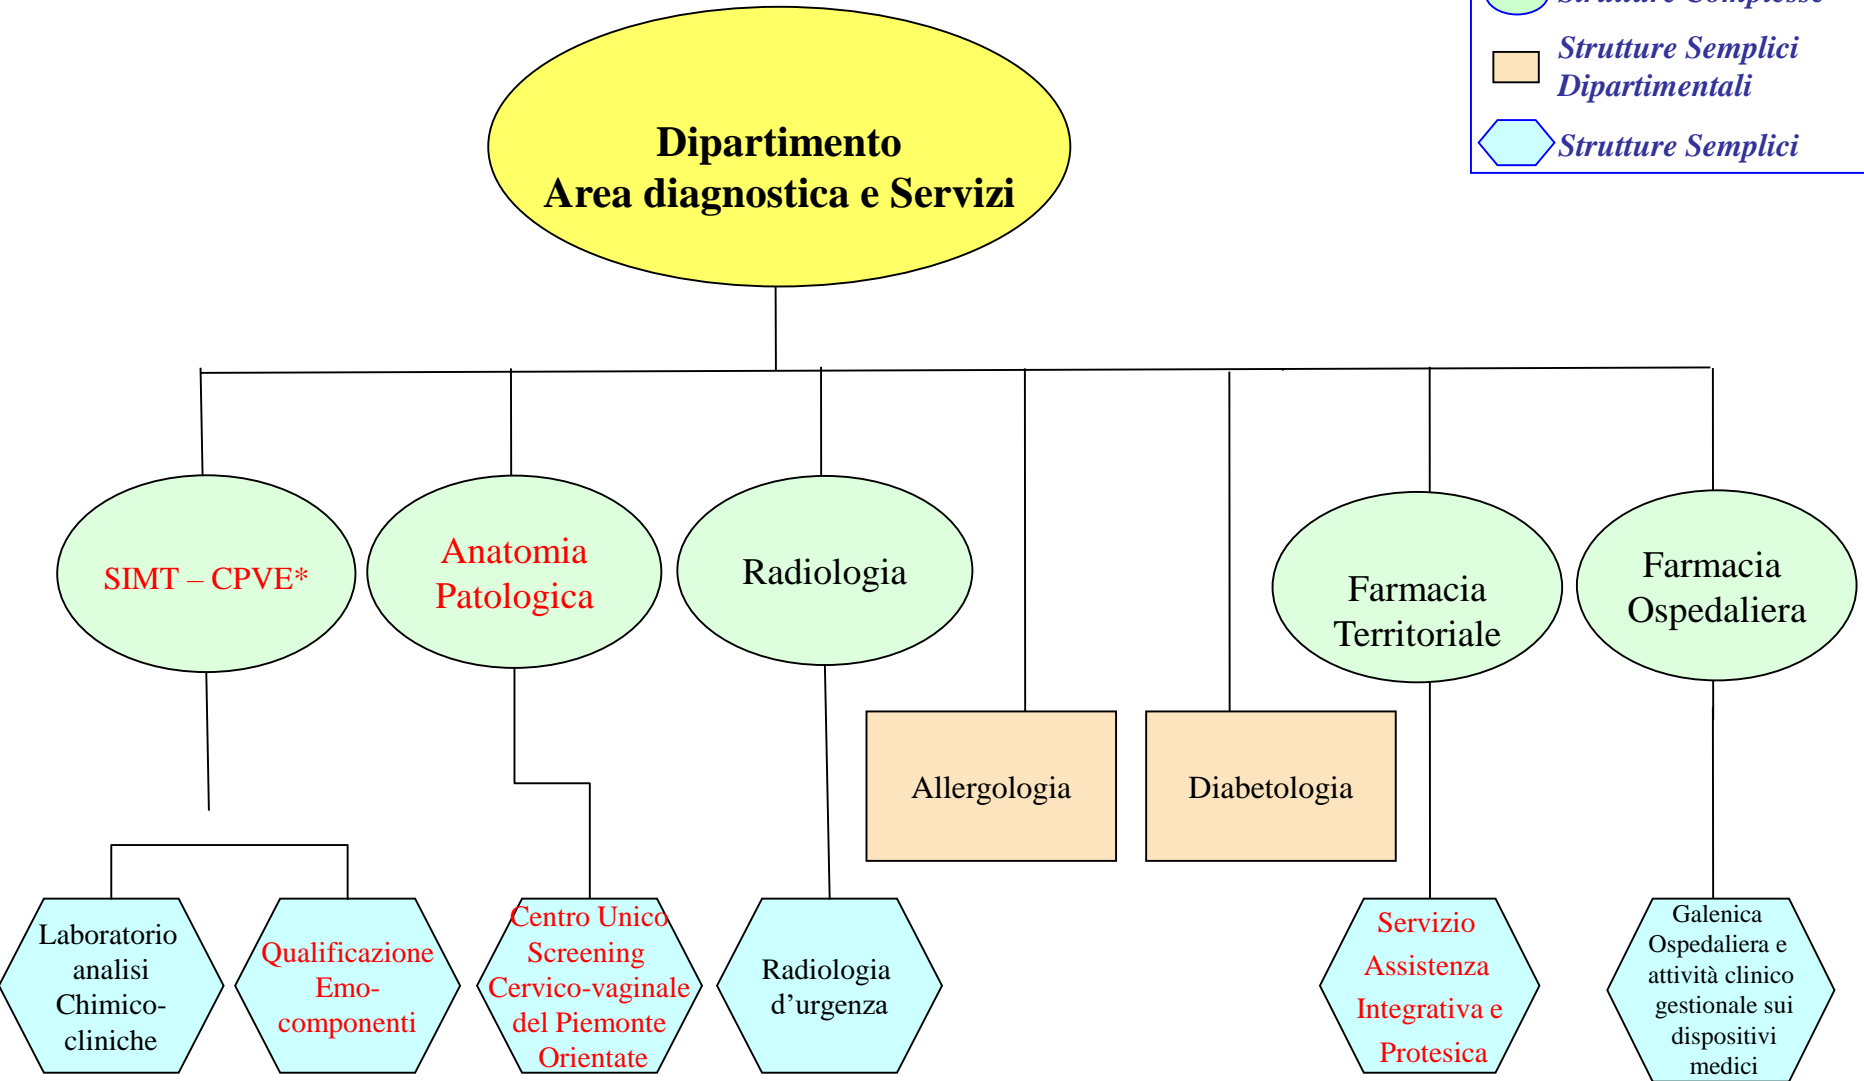 Strutture Complesse
Strutture Semplici
Dipartimentali
Strutture Semplici
Dipartimento
Area diagnostica e Servizi
SIMT – CPVE*
Anatomia
Patologica
Radiologia
Farmacia
Territoriale
Farmacia
Ospedaliera
Allergologia
Diabetologia
Laboratorio
analisi
Chimico-
cliniche
Qualificazione
Emo-
componenti
Centro Unico
Screening
Cervico-vaginale
del Piemonte
Orientate
Radiologia
d’urgenza
Servizio
Assistenza
Integrativa e
Protesica
Galenica
Ospedaliera e
attività clinico
gestionale sui
dispositivi
medici